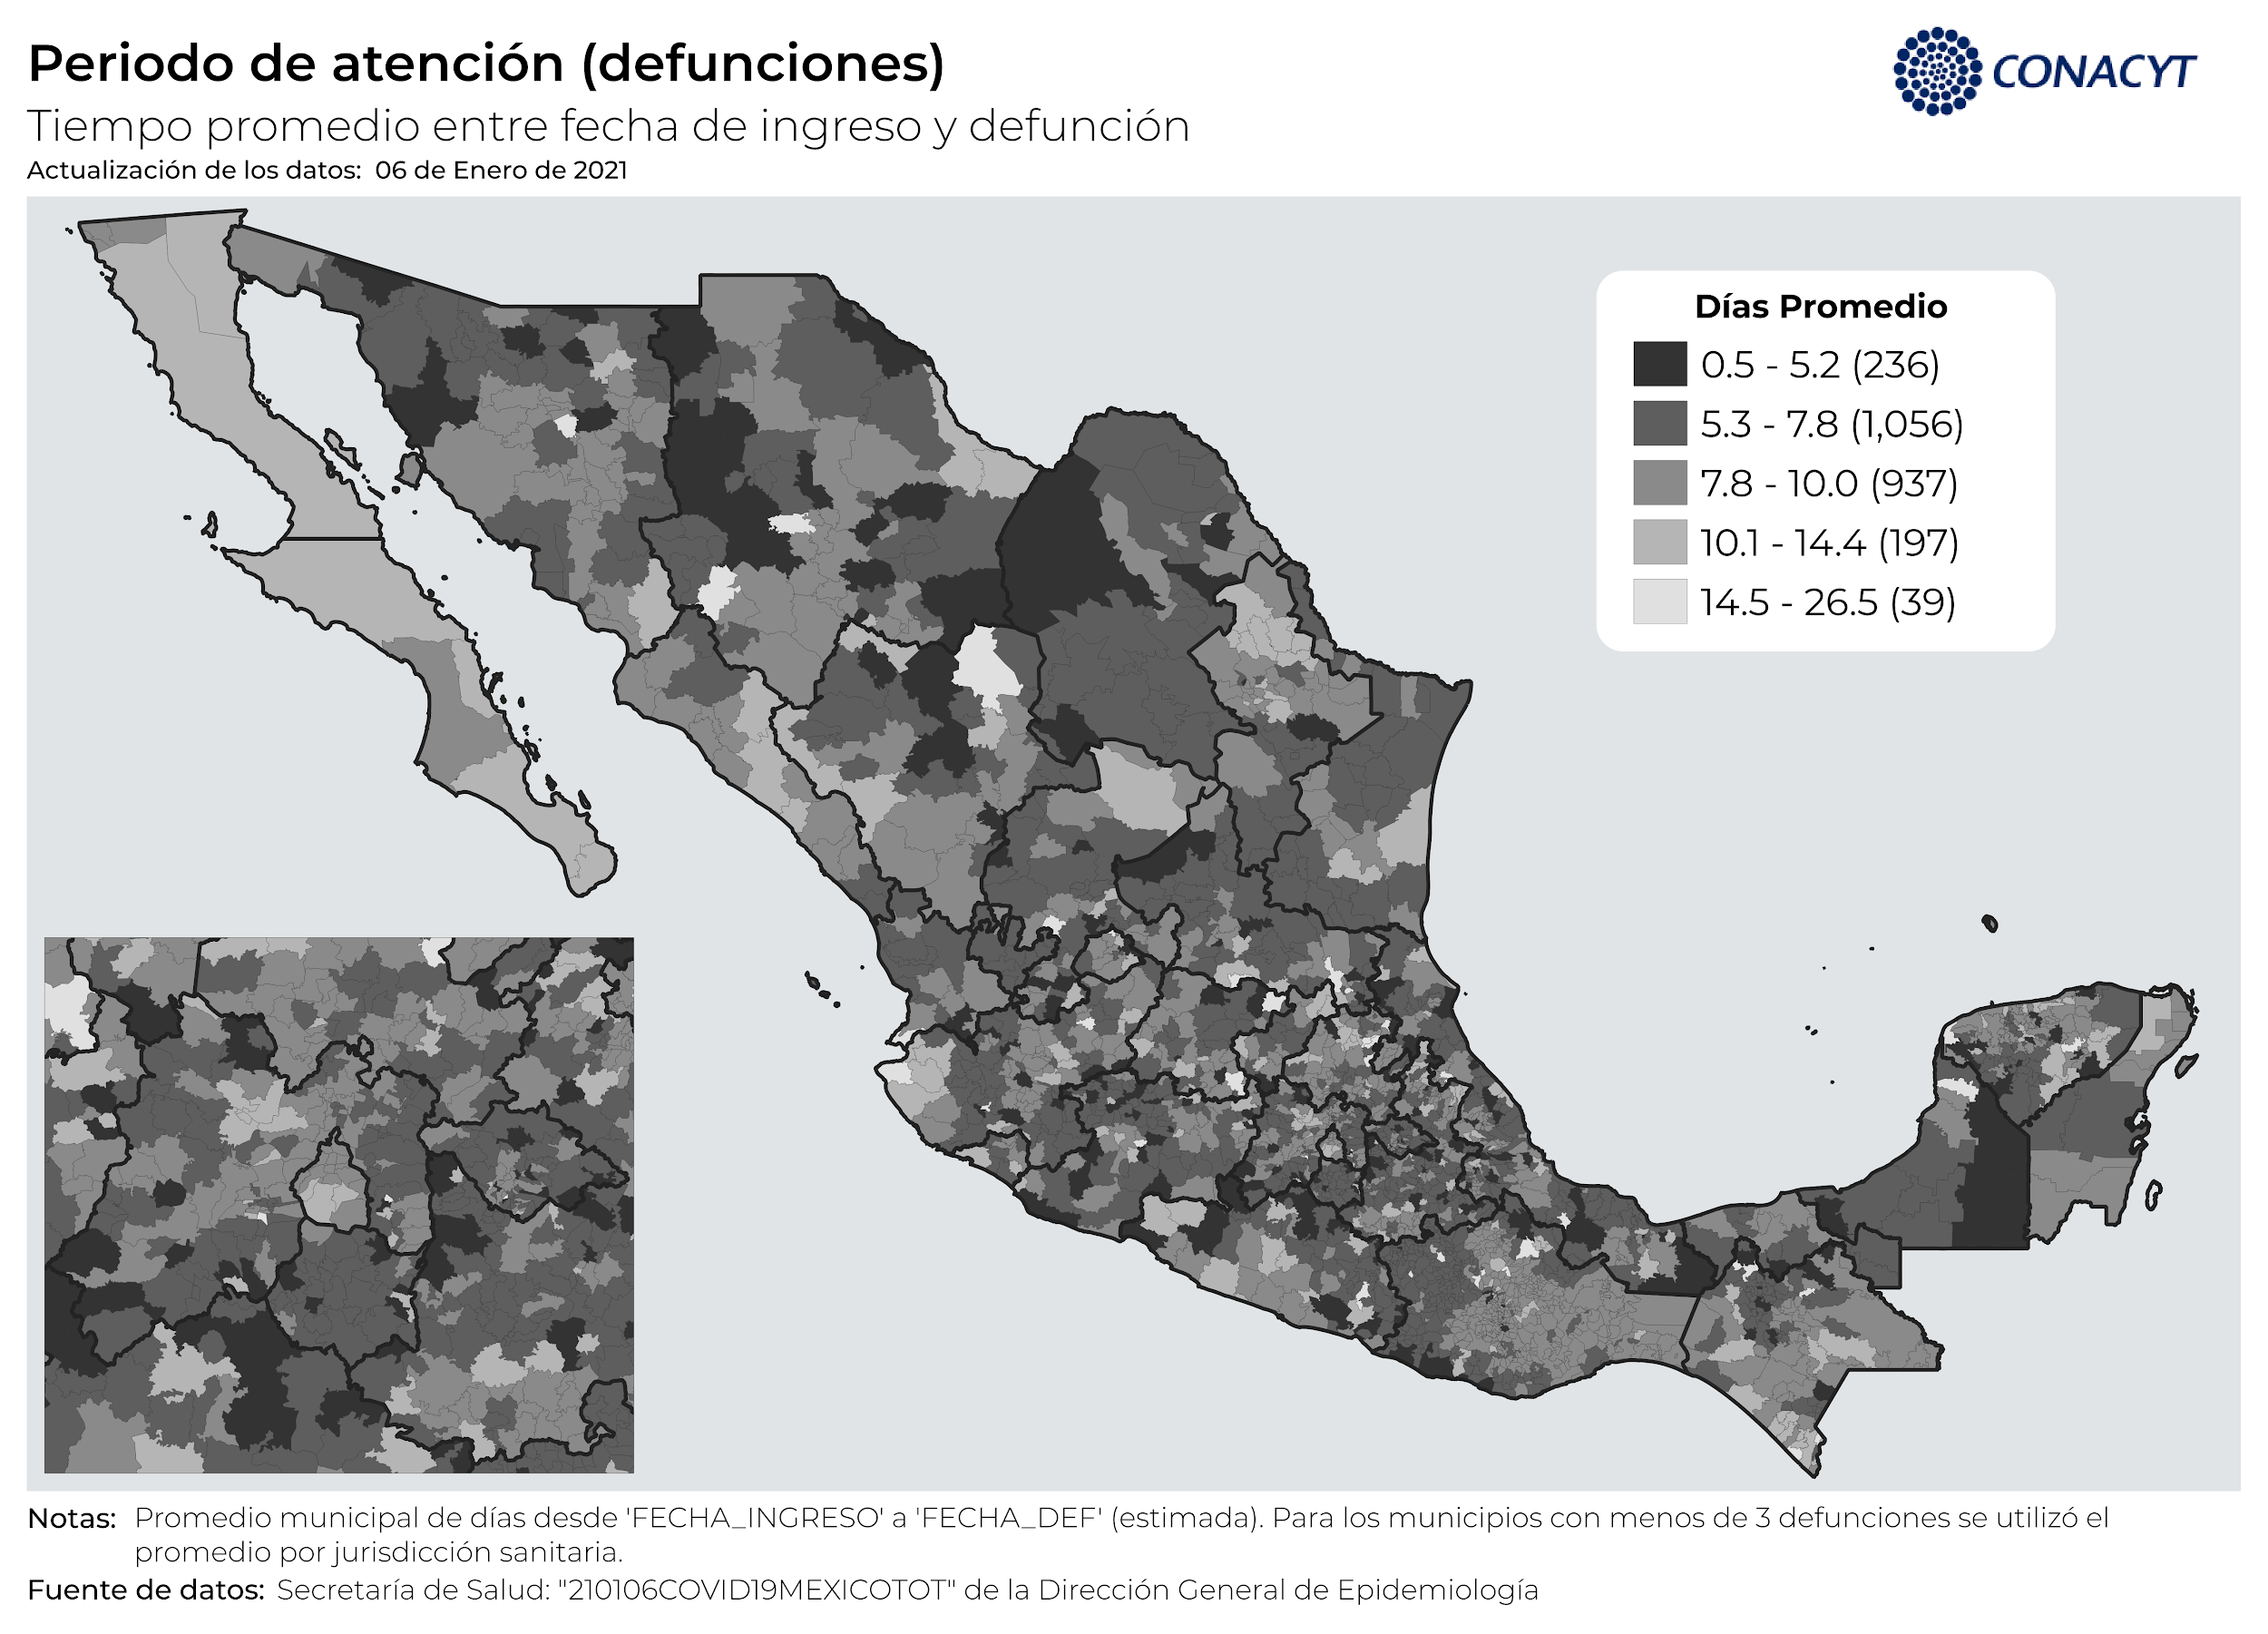 Periodo de atención (defunciones)
CONACYT
Tiempo promedio entre fecha de ingreso y defunción
Actualización de los datos: 06 de Enero de 2021
Días Promedio
0.5 - 5.2 (236)
5.3 - 7.8 (1,056)
7.8 - 10.0 (937)
10.1 - 14.4 (197)
14.5 - 26.5 (39)
Notas: Promedio municipal de días desde 'FECHA_INGRESO' a 'FECHA_DEF' (estimada). Para los municipios con menos de 3 defunciones se utilizó el
promedio por jurisdicción sanitaria.
Fuente de datos: Secretaría de Salud: "210106COVID19MEXICOTOT" de la Dirección General de Epidemiología